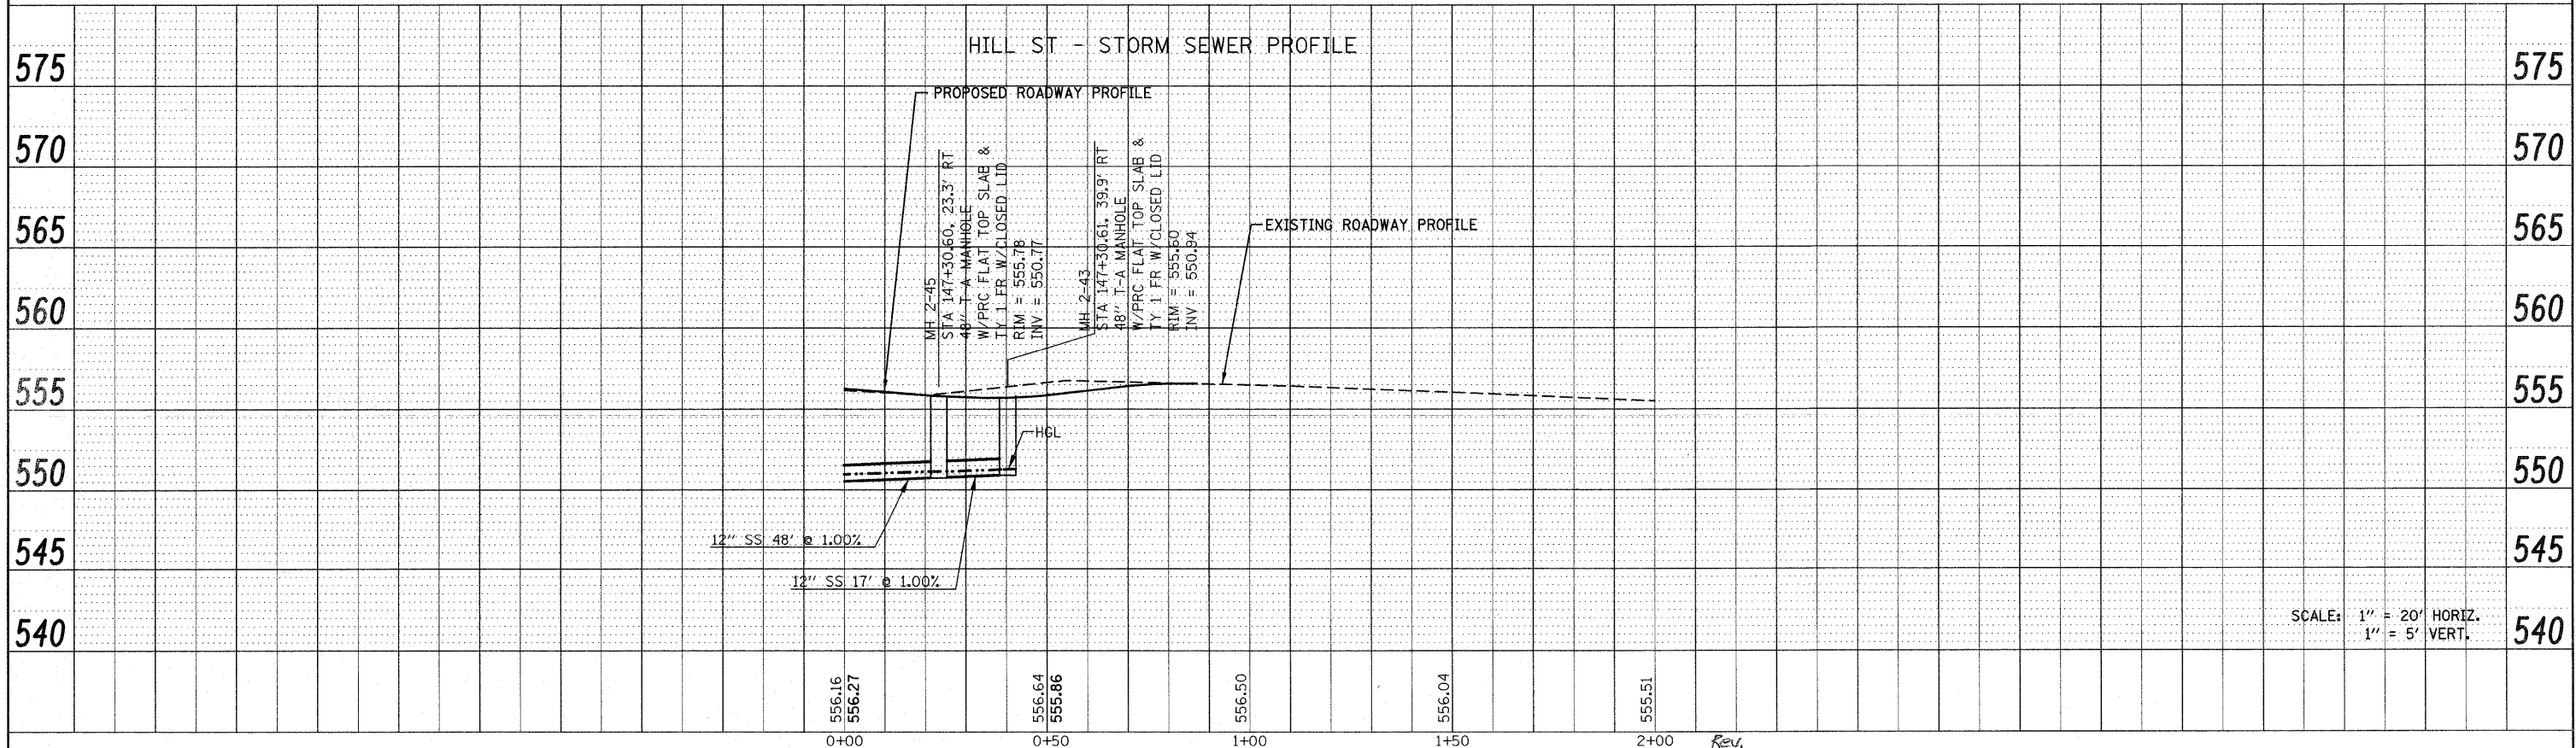 HILL ST - STORM SEWER PROFILE
575
575
PROPOSED ROADWAY PROFILE
570
570
MH 2-45
STA 147+30.60, 23.3' RT
48" T-A MANHOLE
W/PRC FLAT TOP SLAB &
TY 1 FR W/CLOSED LID
RIM = 555.78
INV = 550.77
MH 2-43
STA 147+30.61, 39.9' RT
48" T-A MANHOLE
W/PRC FLAT TOP SLAB &
TY 1 FR W/CLOSED LID
RIM = 555.60
INV = 550.94
565
EXISTING ROADWAY PROFILE
565
560
560
555
555
HGL
550
550
12" SS 48' @ 1.00%
545
545
12" SS 17' @ 1.00%
540
SCALE: 1" = 20' HORIZ.
1" = 5' VERT.
540
556.16
556.27
556.64
555.86
556.50
556.04
555.51
0+00
0+50
1+00
1+50
2+00
Rev.